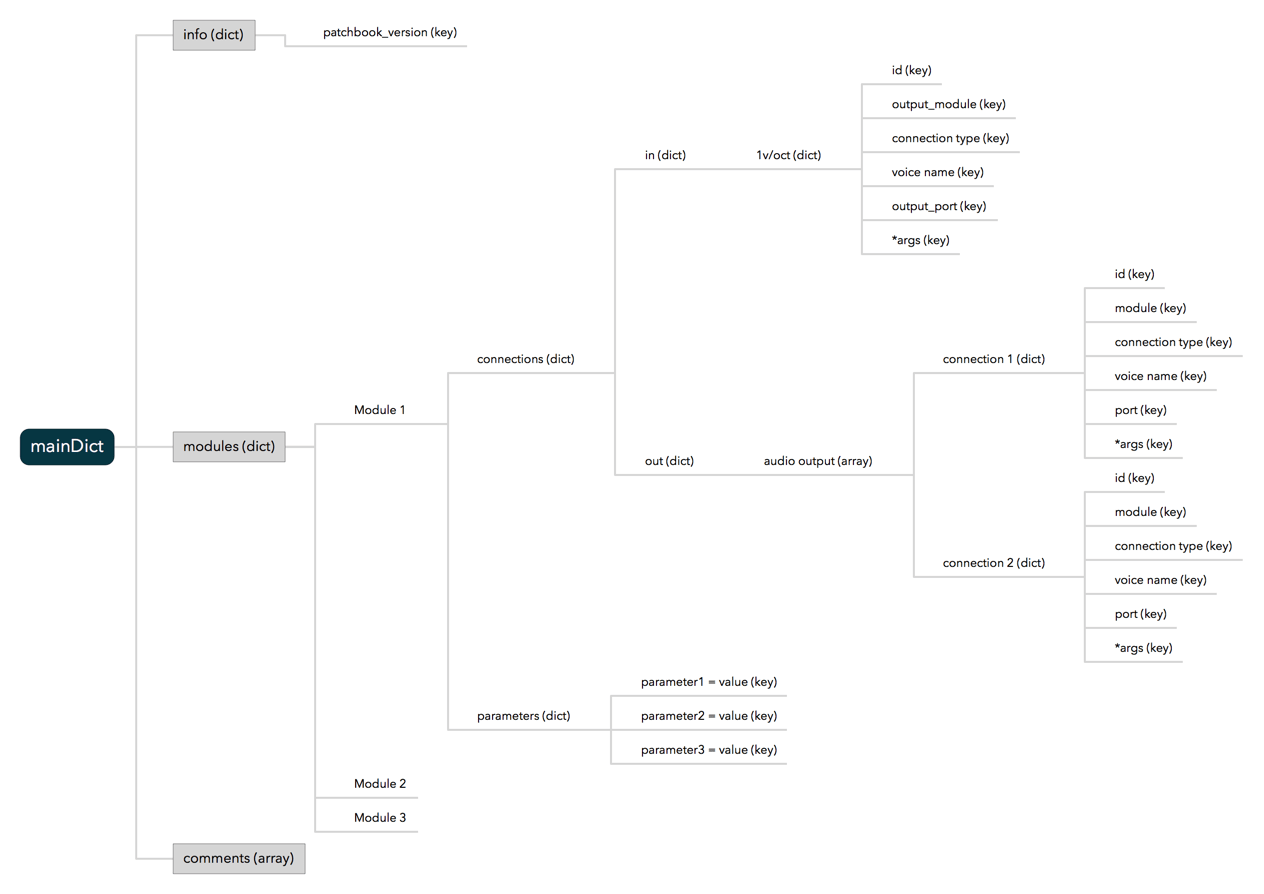 info (dict)
patchbook_version (key)
id (key)
output_module (key)
connection type (key)
in (dict)
1v/oct (dict)
voice name (key)
output_port (key)
*args (key)
id (key)
module (key)
connection type (key)
connections (dict)
connection 1 (dict)
voice name (key)
Module 1
port (key)
*args (key)
mainDict
modules (dict)
out (dict)
audio output (array)
id (key)
module (key)
connection type (key)
connection 2 (dict)
voice name (key)
port (key)
*args (key)
parameter1 = value (key)
parameters (dict)
parameter2 = value (key)
parameter3 = value (key)
Module 2
Module 3
comments (array)